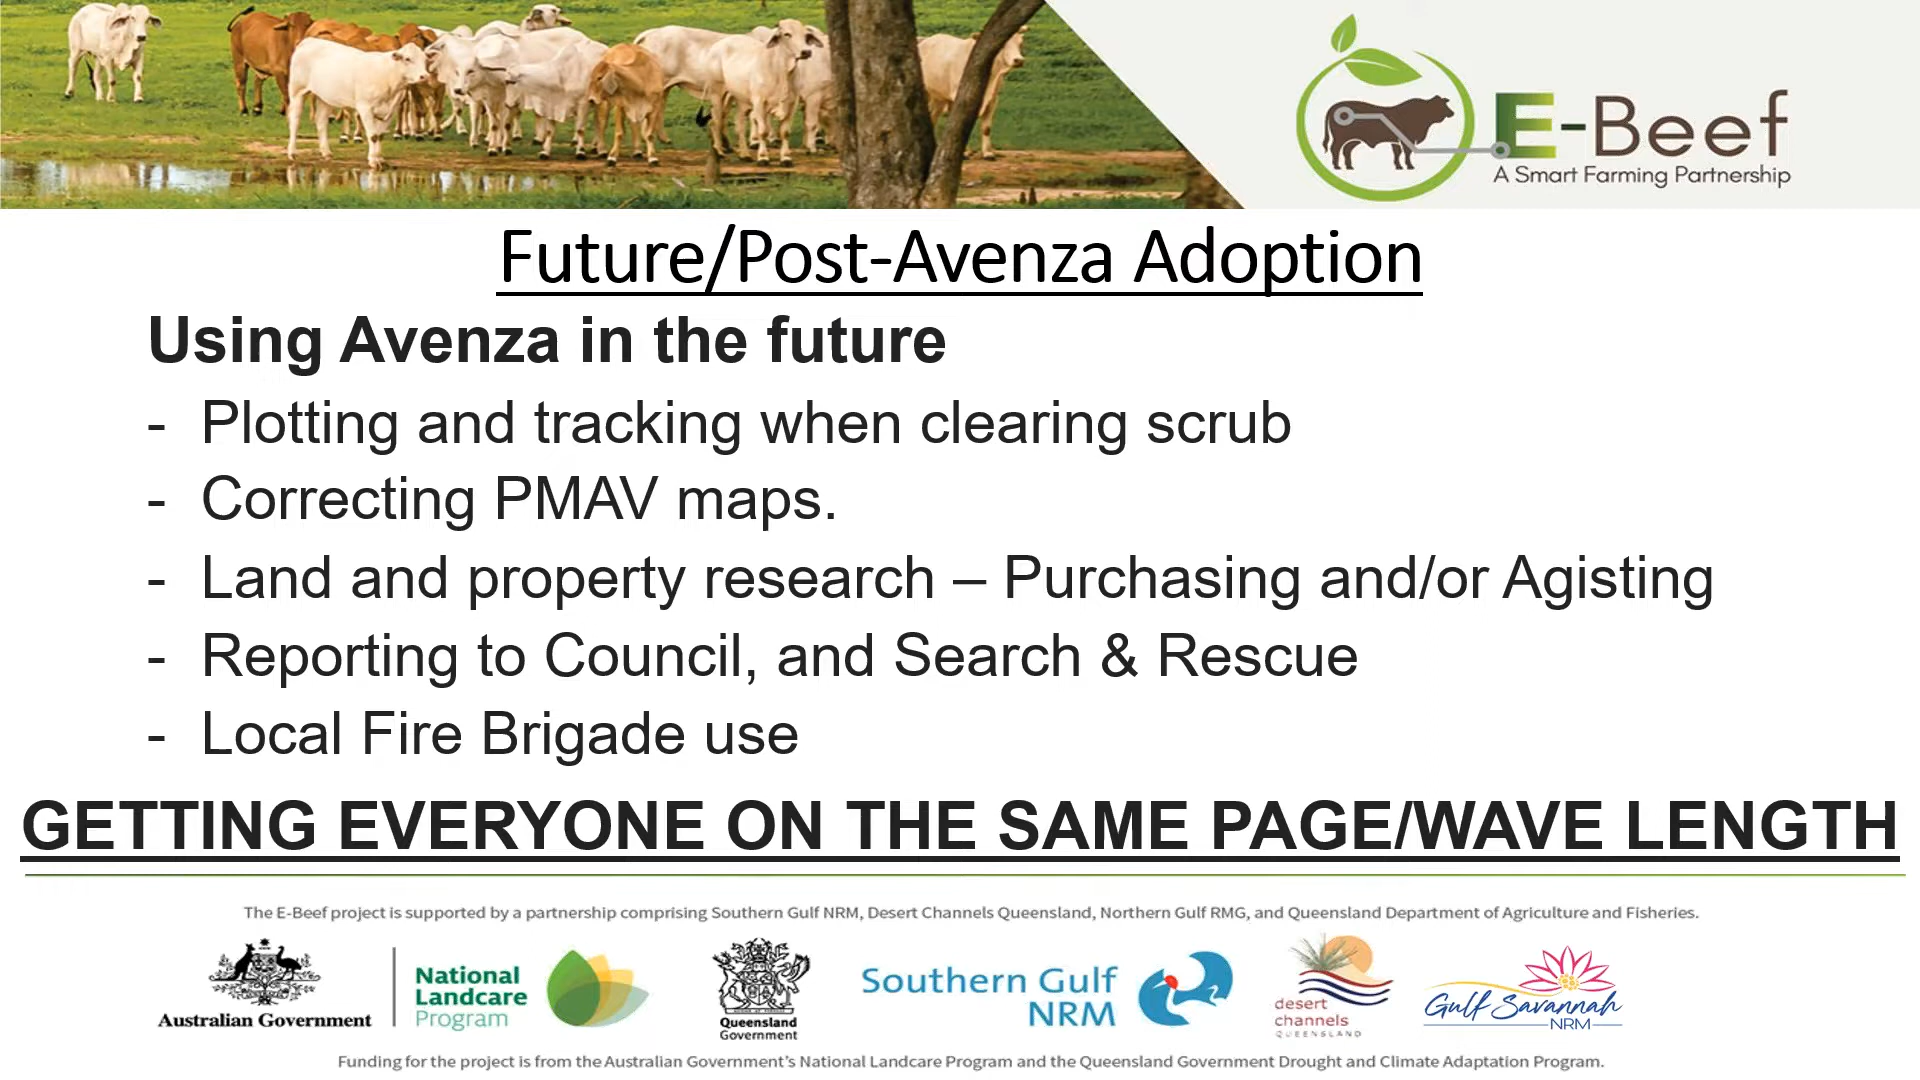 E-Beef
A Smart Farming Partnership
Future/Post-Avenza Adoption
Using Avenza in the future
- Plotting and tracking when clearing scrub
- Correcting PMAV maps.
- Land and property research – Purchasing and/or Agisting
- Reporting to Council, and Search & Rescue
- Local Fire Brigade use
GETTING EVERYONE ON THE SAME PAGE/WAVE LENGTH
The E-Beef project is supported by a partnership comprising Southern Gulf NRM, Desert Channels Queensland, Northern Gulf RMG, and Queensland Department of Agriculture and Fisheries.
Australian Government
National
Landcare
Program
Queensland
Government
Southern Gulf
NRM
desert
channels
QUEENSLAND
Gulf Savannah
NRM
Funding for the project is from the Australian Government's National Landcare Program and the Queensland Government Drought and Climate Adaptation Program.